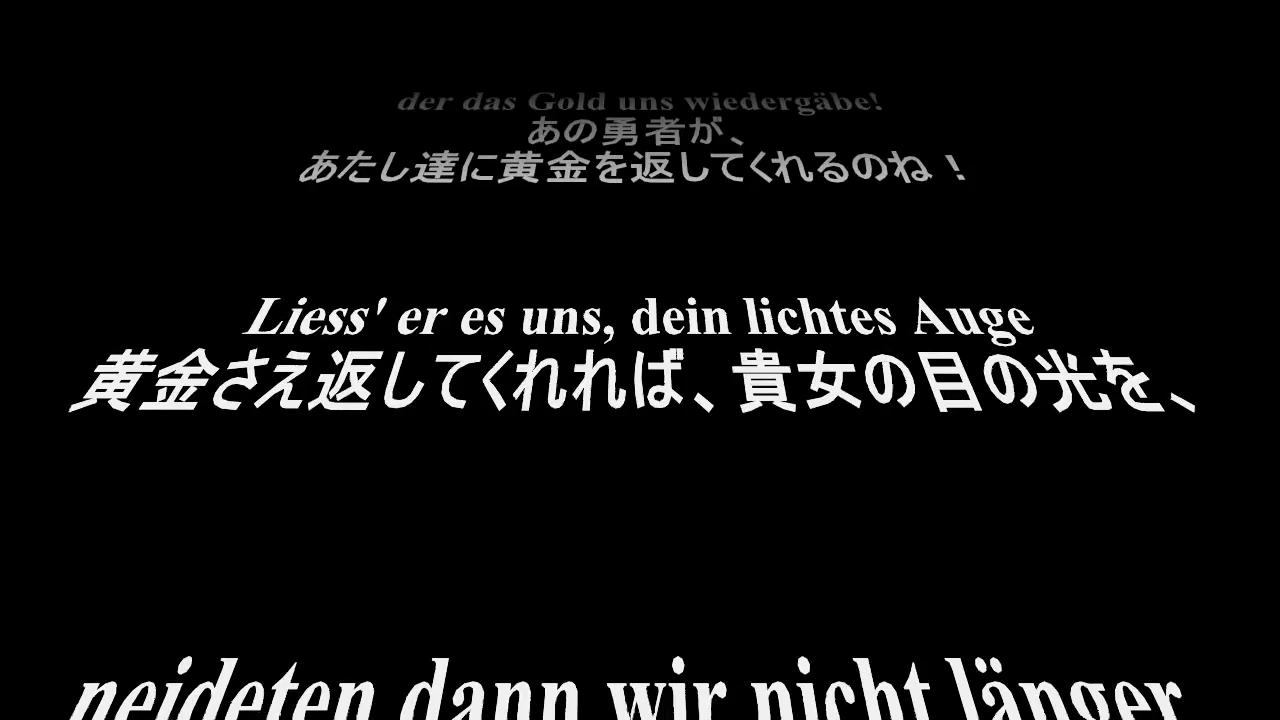 der das Gold uns wiedergäbe!
あの勇者が、
あたし達に黄金を返してくれるのね！
Liess' er es uns, dein lichtes Auge
黄金さえ返してくれれば、貴女の目の光を、
neideten dann wir nicht länger